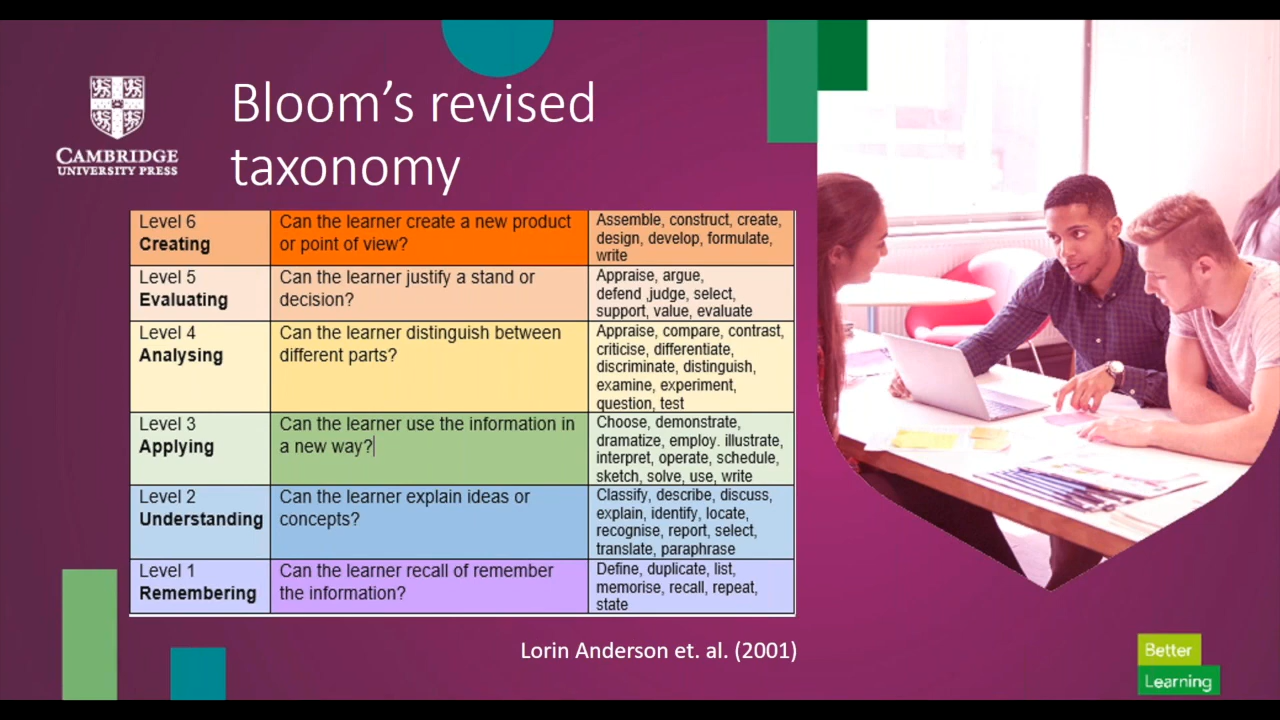 Bloom's revised
taxonomy
CAMBRIDGE
UNIVERSITY PRESS
Level 6
Creating
Can the learner create a new product
or point of view?
Assemble, construct, create,
design, develop, formulate,
write
Level 5
Evaluating
Can the learner justify a stand or
decision?
Appraise, argue,
defend ,judge, select,
support, value, evaluate
Level 4
Analysing
Can the learner distinguish between
different parts?
Appraise, compare, contrast,
criticise, differentiate,
discriminate, distinguish,
examine, experiment,
question, test
Level 3
Applying
Can the learner use the information in
a new way?
Choose, demonstrate,
dramatize, employ. illustrate,
interpret, operate, schedule,
sketch, solve, use, write
Level 2
Understanding
Can the learner explain ideas or
concepts?
Classify, describe, discuss,
explain, identify, locate,
recognise, report, select,
translate, paraphrase
Level 1
Remembering
Can the learner recall of remember
the information?
Define, duplicate, list,
memorise, recall, repeat,
state
Lorin Anderson et. al. (2001)
Better
Learning